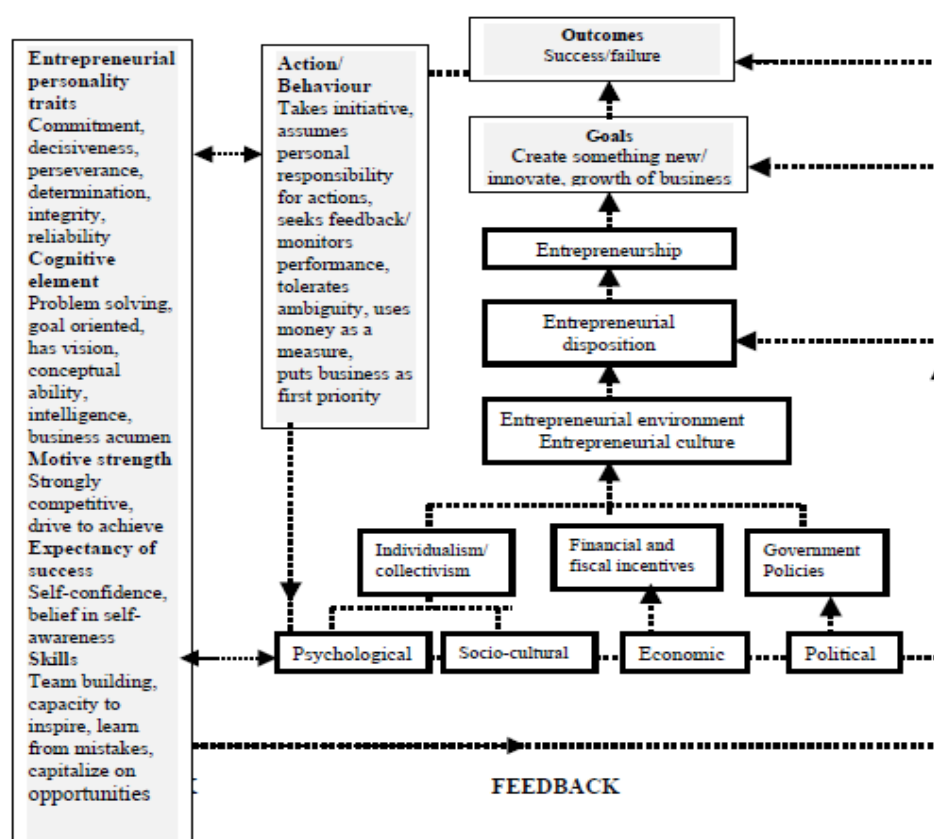 Entrepreneurial
personality
traits
Commitment,
decisiveness,
perseverance,
determination,
integrity,
reliability
Cognitive
element
Problem solving,
goal oriented,
has vision,
conceptual
ability,
intelligence,
business acumen
Motive strength
Strongly
competitive,
drive to achieve
Expectancy of
success
Self-confidence,
belief in self-
awareness
Skills
Team building,
capacity to
inspire, learn
from mistakes,
capitalize on
opportunities
Action/
Behaviour
Takes initiative,
assumes
personal
responsibility
for actions,
seeks feedback/
monitors
performance,
tolerates
ambiguity, uses
money as a
measure,
puts business as
first priority
Outcomes
Success/failure
Goals
Create something new/
innovate, growth of business
Entrepreneurship
Entrepreneurial
disposition
Entrepreneurial environment
Entrepreneurial culture
Individualism/
collectivism
Financial and
fiscal incentives
Government
Policies
Psychological
Socio-cultural
Economic
Political
FEEDBACK